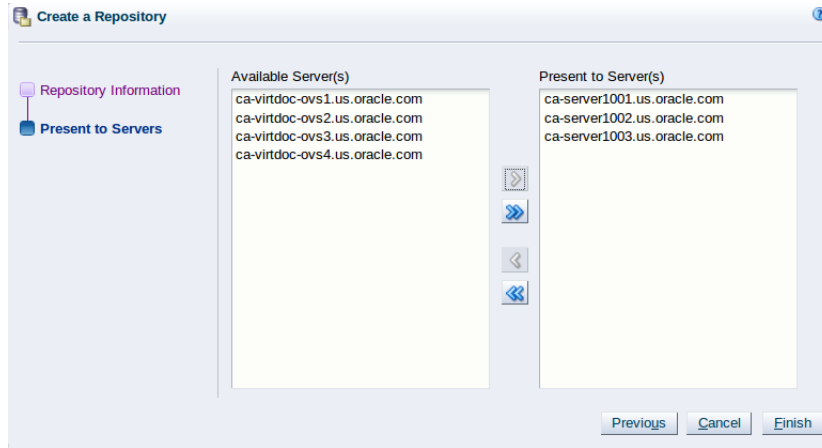 Create a Repository
Repository Information
Present to Servers
Available Server(s)
ca-virtdoc-ovs1.us.oracle.com
ca-virtdoc-ovs2.us.oracle.com
ca-virtdoc-ovs3.us.oracle.com
ca-virtdoc-ovs4.us.oracle.com
Present to Server(s)
ca-server1001.us.oracle.com
ca-server1002.us.oracle.com
ca-server1003.us.oracle.com
Previous
Cancel
Finish